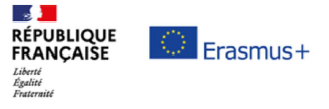 RÉPUBLIQUE
FRANÇAISE
Liberté
Égalité
Fraternité
Erasmus+